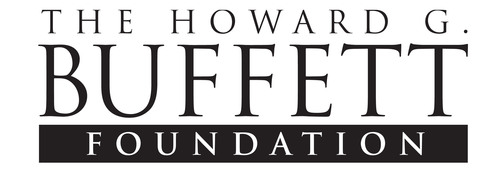 THE HOWARD G.
BUFFETT
FOUNDATION